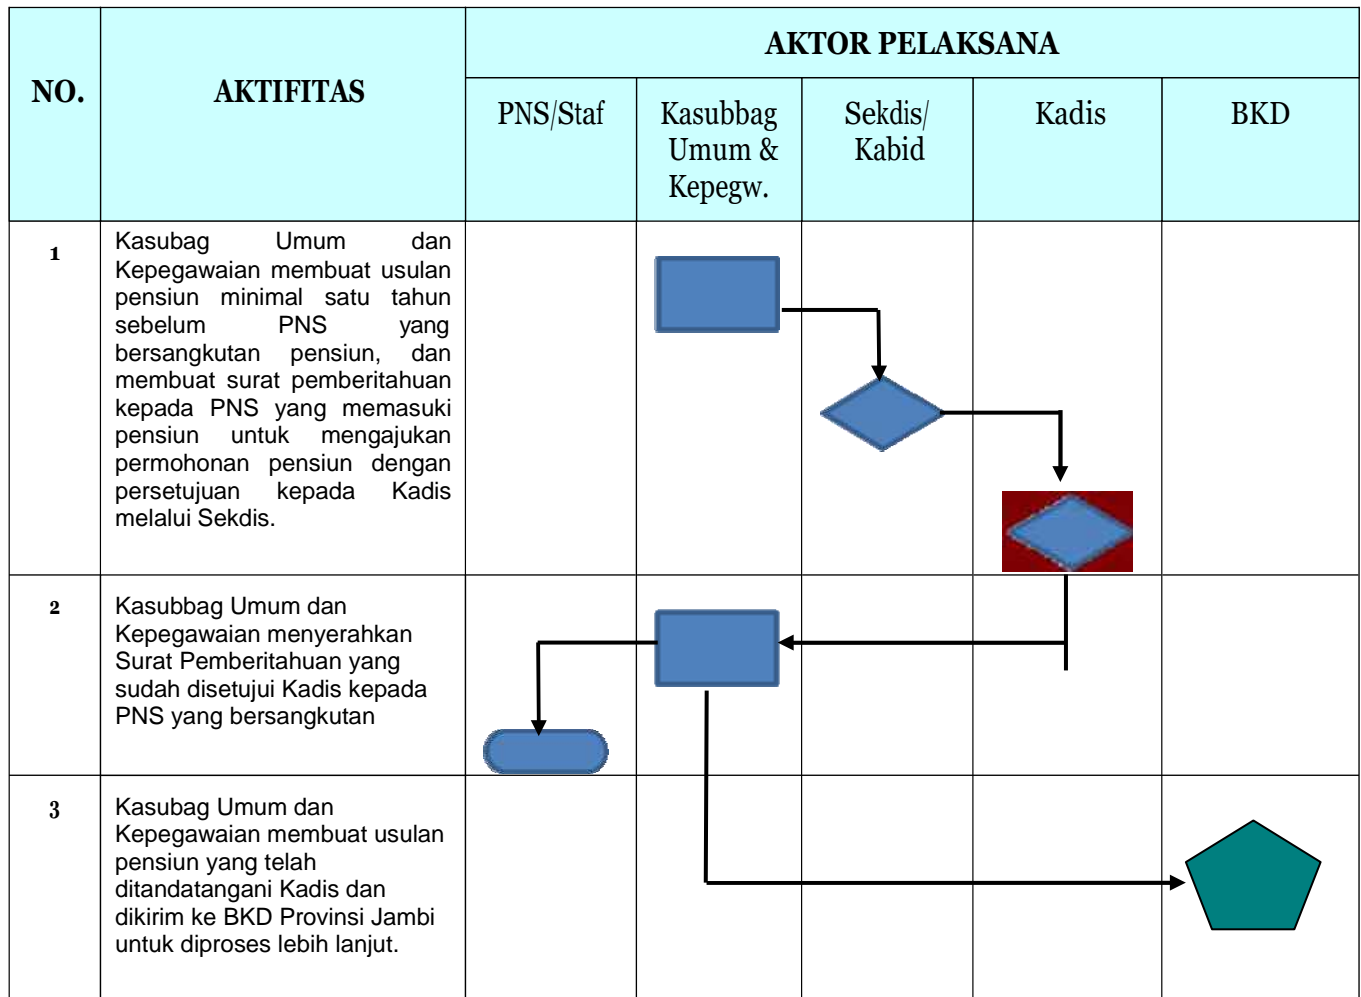 NO.
AKTIFITAS
AKTOR PELAKSANA
PNS/Staf
Kasubbag
Umum &
Kepegw.
Sekdis/
Kabid
Kadis
BKD
1
Kasubag Umum dan
Kepegawaian membuat usulan
pensiun minimal satu tahun
sebelum PNS yang
bersangkutan pensiun, dan
membuat surat pemberitahuan
kepada PNS yang memasuki
pensiun untuk mengajukan
permohonan pensiun dengan
persetujuan kepada Kadis
melalui Sekdis.
2
Kasubbag Umum dan
Kepegawaian menyerahkan
Surat Pemberitahuan yang
sudah disetujui Kadis kepada
PNS yang bersangkutan
3
Kasubag Umum dan
Kepegawaian membuat usulan
pensiun yang telah
ditandatangani Kadis dan
dikirim ke BKD Provinsi Jambi
untuk diproses lebih lanjut.